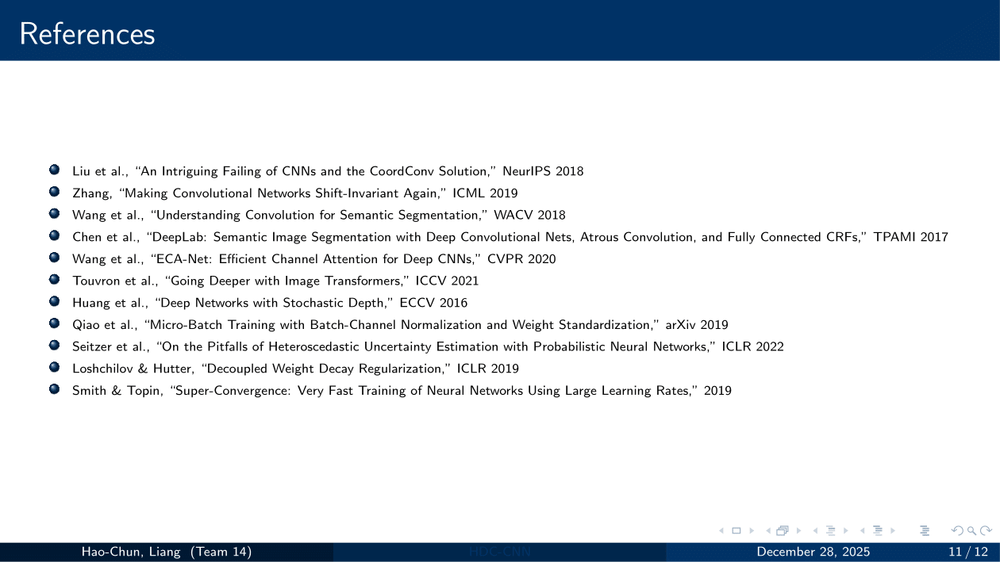 References
Liu et al., “An Intriguing Failing of CNNs and the CoordConv Solution,” NeurIPS 2018
Zhang, “Making Convolutional Networks Shift-Invariant Again,” ICML 2019
Wang et al., “Understanding Convolution for Semantic Segmentation,” WACV 2018
Chen et al., “DeepLab: Semantic Image Segmentation with Deep Convolutional Nets, Atrous Convolution, and Fully Connected CRFs,” TPAMI 2017
Wang et al., “ECA-Net: Efficient Channel Attention for Deep CNNs,” CVPR 2020
Touvron et al., “Going Deeper with Image Transformers,” ICCV 2021
Huang et al., “Deep Networks with Stochastic Depth,” ECCV 2016
Qiao et al., “Micro-Batch Training with Batch-Channel Normalization and Weight Standardization,” arXiv 2019
Seitzer et al., “On the Pitfalls of Heteroscedastic Uncertainty Estimation with Probabilistic Neural Networks,” ICLR 2022
Loshchilov & Hutter, “Decoupled Weight Decay Regularization,” ICLR 2019
Smith & Topin, “Super-Convergence: Very Fast Training of Neural Networks Using Large Learning Rates,” 2019
Hao-Chun, Liang (Team 14) HDC-CNN December 28, 2025 11 / 12